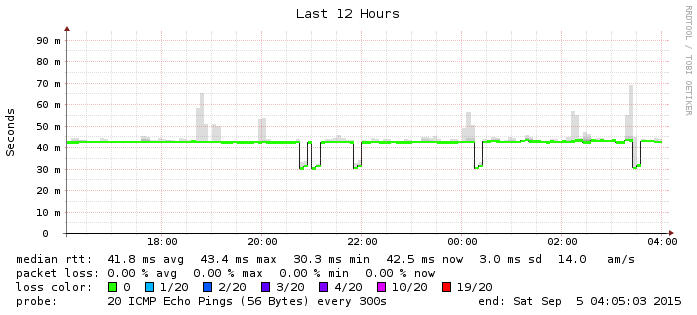 Last 12 Hours
RRDTOOL / TOBI OETIKER
Seconds
90 m
80 m
70 m
60 m
50 m
40 m
30 m
20 m
10 m
0
18:00 20:00 22:00 00:00 02:00 04:00
median rtt: 41.8 ms avg 43.4 ms max 30.3 ms min 42.5 ms now 3.0 ms sd 14.0 am/s
packet loss: 0.00 % avg 0.00 % max 0.00 % min 0.00 % now
loss color: 0 1/20 2/20 3/20 4/20 10/20 19/20
probe: 20 ICMP Echo Pings (56 Bytes) every 300s end: Sat Sep 5 04:05:03 2015